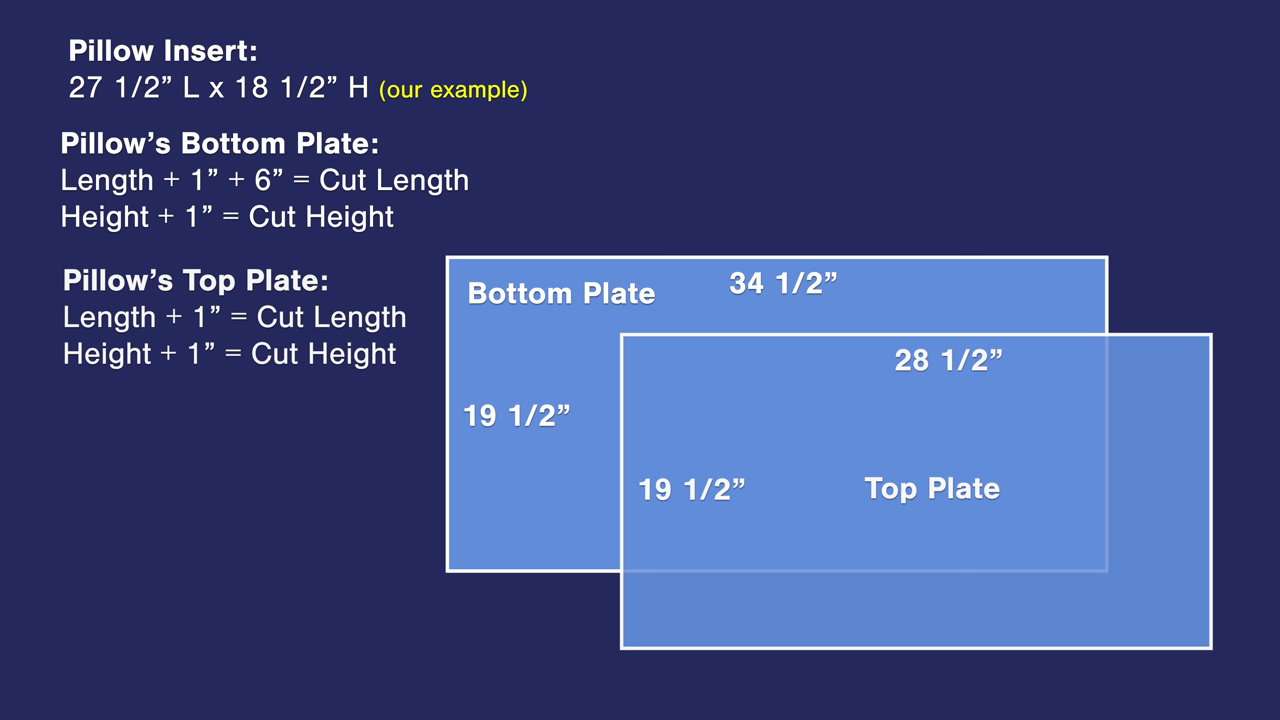 Pillow Insert:
27 1/2” L x 18 1/2” H (our example)
Pillow’s Bottom Plate:
Length + 1” + 6” = Cut Length
Height + 1” = Cut Height
Pillow’s Top Plate:
Length + 1” = Cut Length
Height + 1” = Cut Height
Bottom Plate
34 1/2”
19 1/2”
28 1/2”
19 1/2”
Top Plate